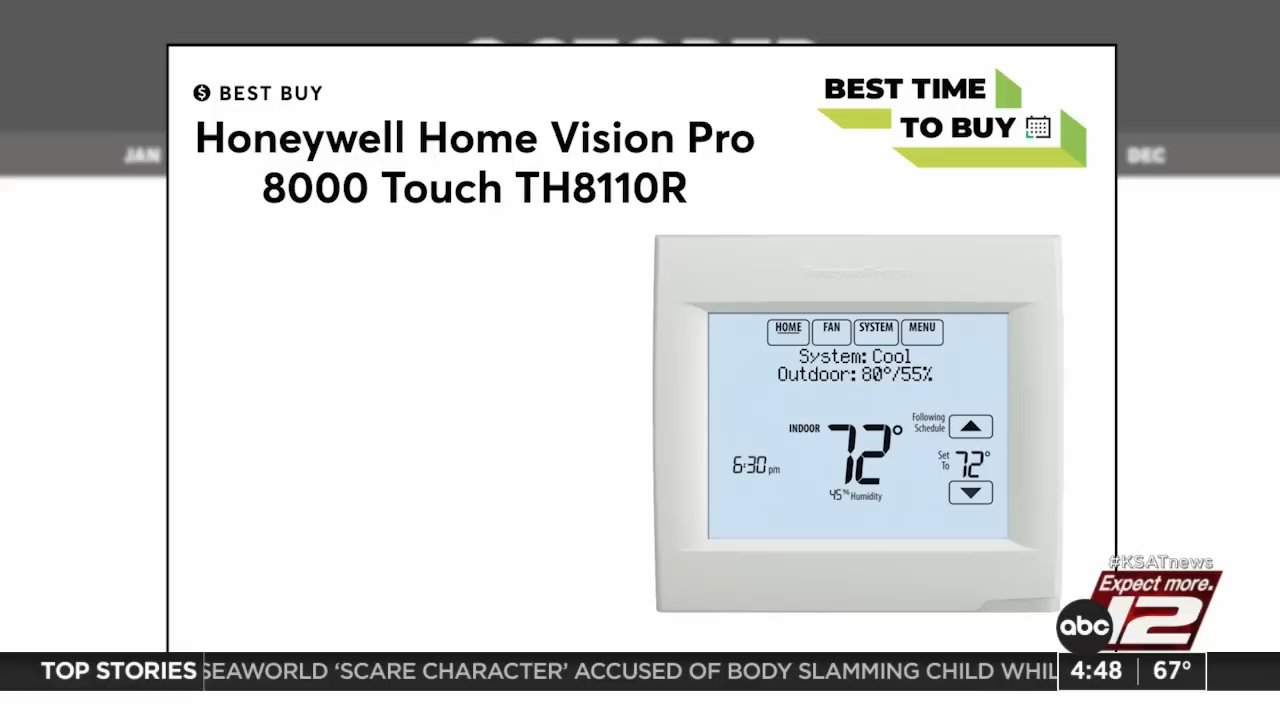 JAN
DEC
$ BEST BUY
Honeywell Home Vision Pro
8000 Touch TH8110R
BEST TIME
TO BUY
HOME FAN SYSTEM MENU
System: Cool
Outdoor: 80°/55%
INDOOR 72°
Following
Schedule
6:30 pm
Set
To 72°
45% Humidity
#KSATnews
Expect more.
abc 12
TOP STORIES SEAWORLD ‘SCARE CHARACTER’ ACCUSED OF BODY SLAMMING CHILD WHIL
4:48 67°